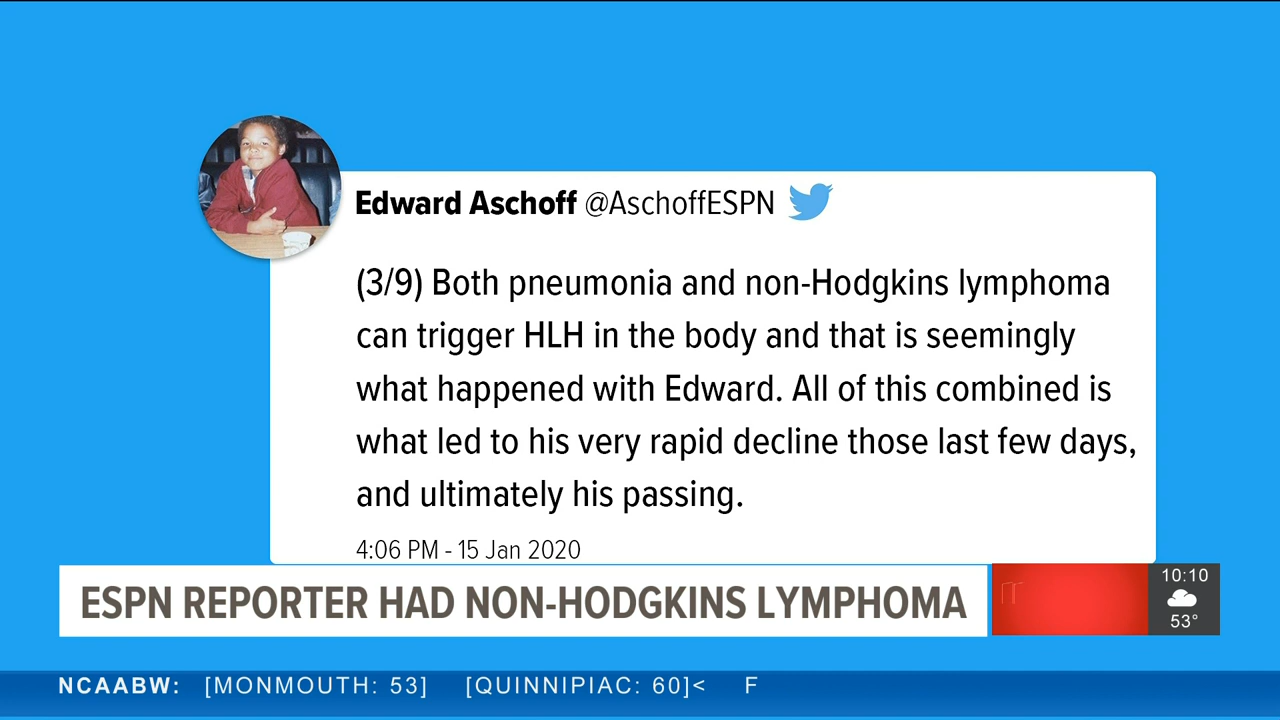 Edward Aschoff @AschoffESPN
(3/9) Both pneumonia and non-Hodgkins lymphoma
can trigger HLH in the body and that is seemingly
what happened with Edward. All of this combined is
what led to his very rapid decline those last few days,
and ultimately his passing.
4:06 PM - 15 Jan 2020
ESPN REPORTER HAD NON-HODGKINS LYMPHOMA
10:10
53°
NCAABW: [MONMOUTH: 53] [QUINNIPIAC: 60]< F